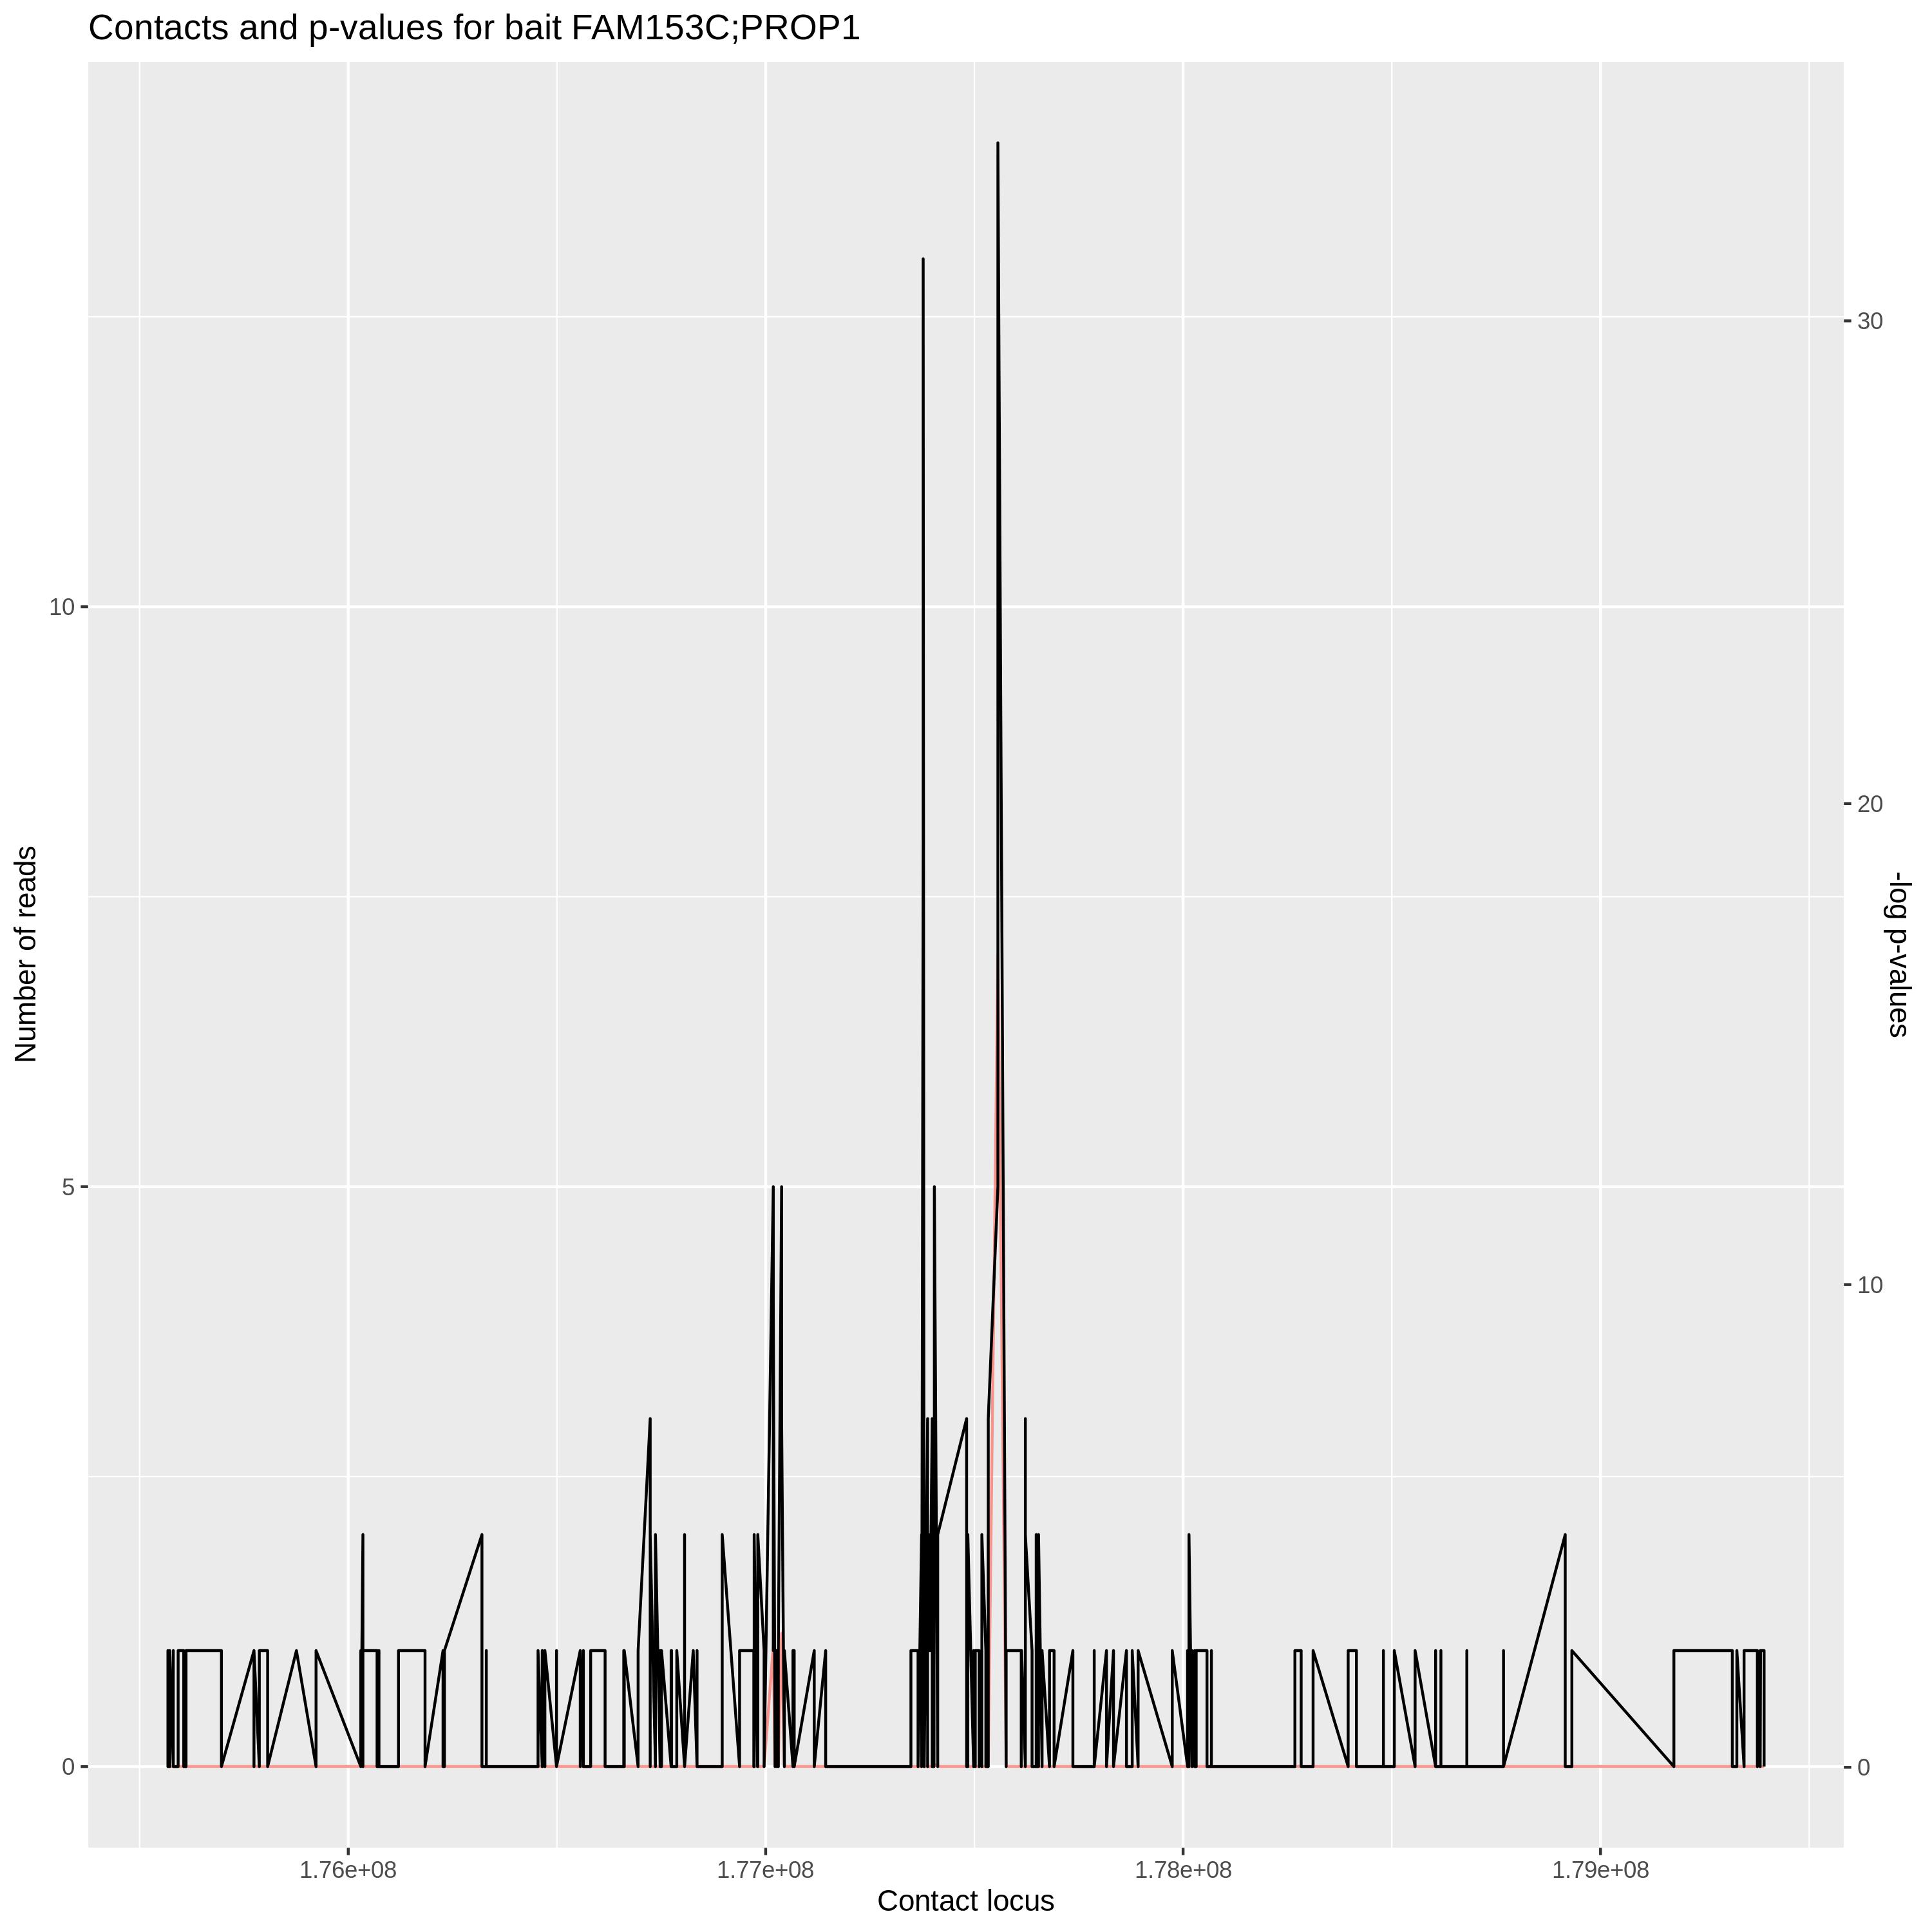 Contacts and p-values for bait FAM153C;PROP1
Number of reads
10
5
0
30
20
10
0
-log p-values
1.76e+08 1.77e+08 1.78e+08 1.79e+08
Contact locus